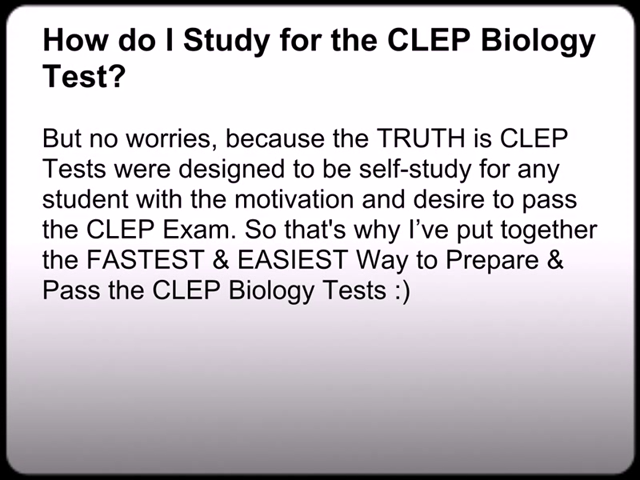 How do I Study for the CLEP Biology
Test?
But no worries, because the TRUTH is CLEP
Tests were designed to be self-study for any
student with the motivation and desire to pass
the CLEP Exam. So that's why I’ve put together
the FASTEST & EASIEST Way to Prepare &
Pass the CLEP Biology Tests :)